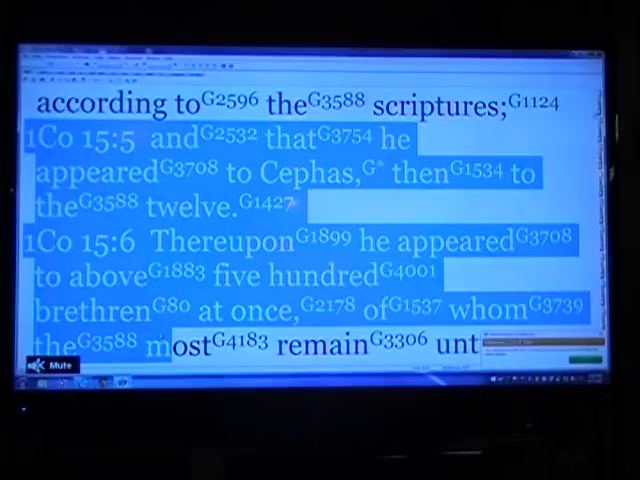 according toG2596 theG3588 scriptures;G1124
1Co 15:5 andG2532 thatG3754 he
appearedG3708 to Cephas,G* thenG1534 to
theG3588 twelve.G1427
1Co 15:6 ThereuponG1899 he appearedG3708
to aboveG1883 five hundredG4001
brethrenG80 at once,G2178 ofG1537 whomG3739
theG3588 mostG4183 remainG3306 unt
Mute